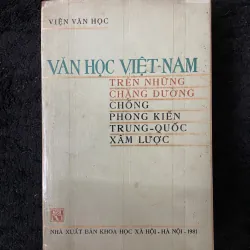 VIỆN VĂN HỌC
VĂN HỌC VIỆT-NAM
TRÊN NHỮNG
CHẶNG ĐƯỜNG
CHỐNG
PHONG KIẾN
TRUNG-QUỐC
XÂM LƯỢC
NHÀ XUẤT BẢN KHOA HỌC XÃ HỘI - HÀ NỘI - 1981